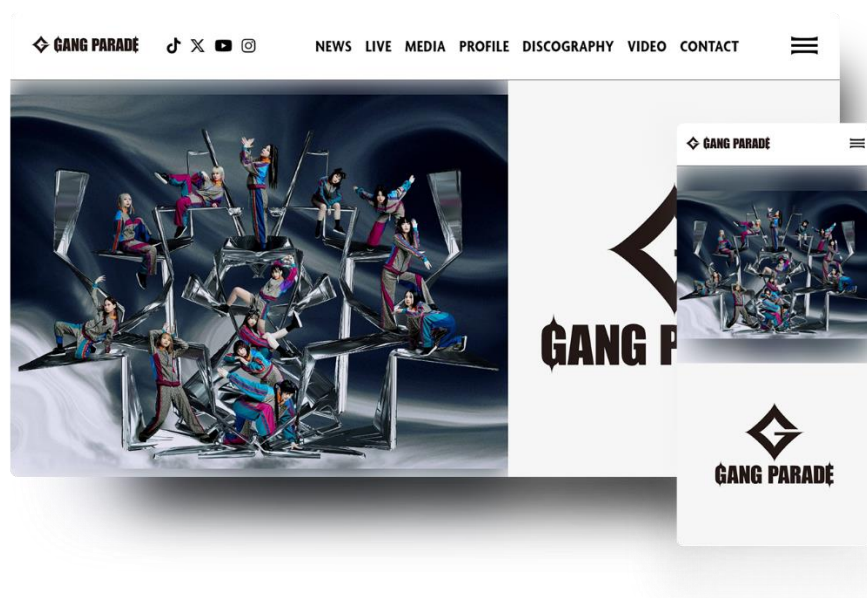 GANG PARADE
NEWS LIVE MEDIA PROFILE DISCOGRAPHY VIDEO CONTACT
GANG P
GANG PARADE
GANG PARADE